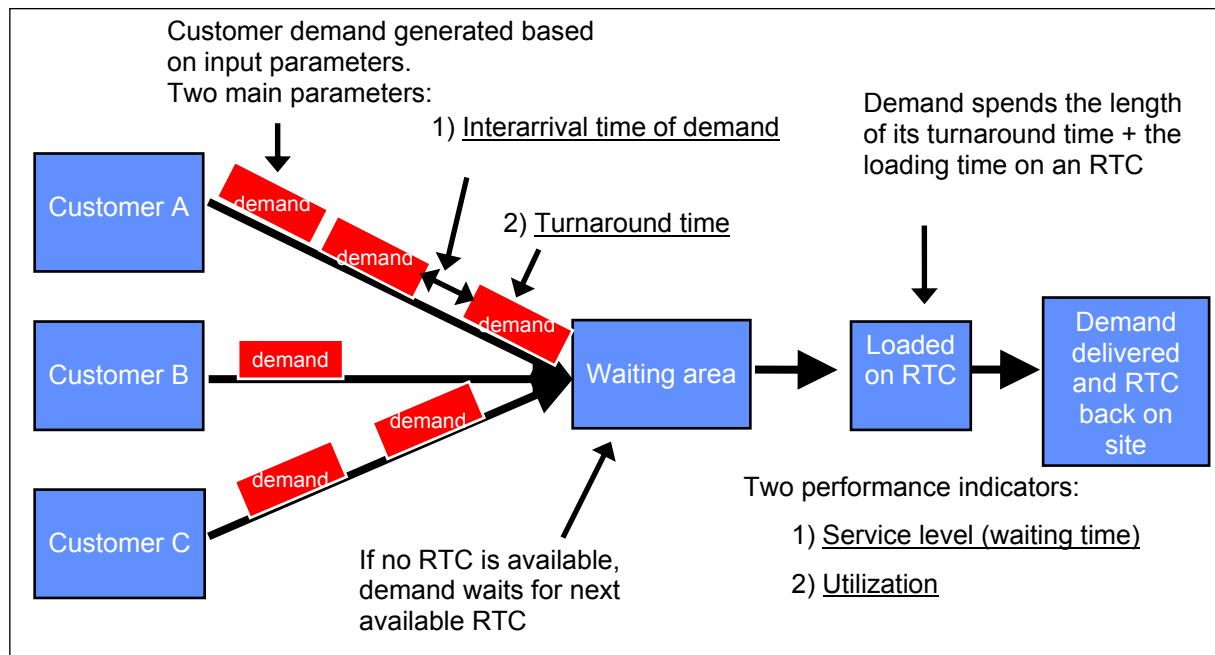 Customer demand generated based
on input parameters.
Two main parameters:
1) Interarrival time of demand
2) Turnaround time
Demand spends the length
of its turnaround time + the
loading time on an RTC
Customer A
demand
demand
demand
Customer B
demand
Customer C
demand
demand
Waiting area
Loaded
on RTC
Demand
delivered
and RTC
back on
site
If no RTC is available,
demand waits for next
available RTC
Two performance indicators:
1) Service level (waiting time)
2) Utilization